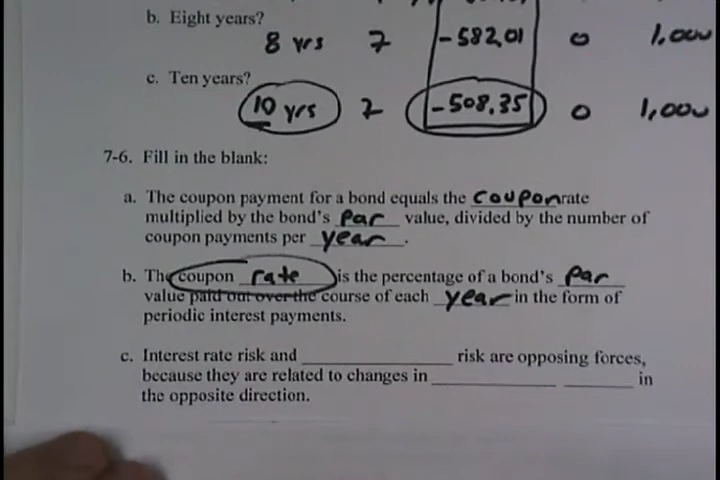 b. Eight years?
8 yrs 7 -582.01 0 1,000
c. Ten years?
10 yrs 7 -508.35 0 1,000
7-6. Fill in the blank:
a. The coupon payment for a bond equals the coupon rate
multiplied by the bond's par value, divided by the number of
coupon payments per year.
b. The coupon rate is the percentage of a bond's par
value paid out over the course of each year in the form of
periodic interest payments.
c. Interest rate risk and ________________ risk are opposing forces,
because they are related to changes in _____________ _______ in
the opposite direction.